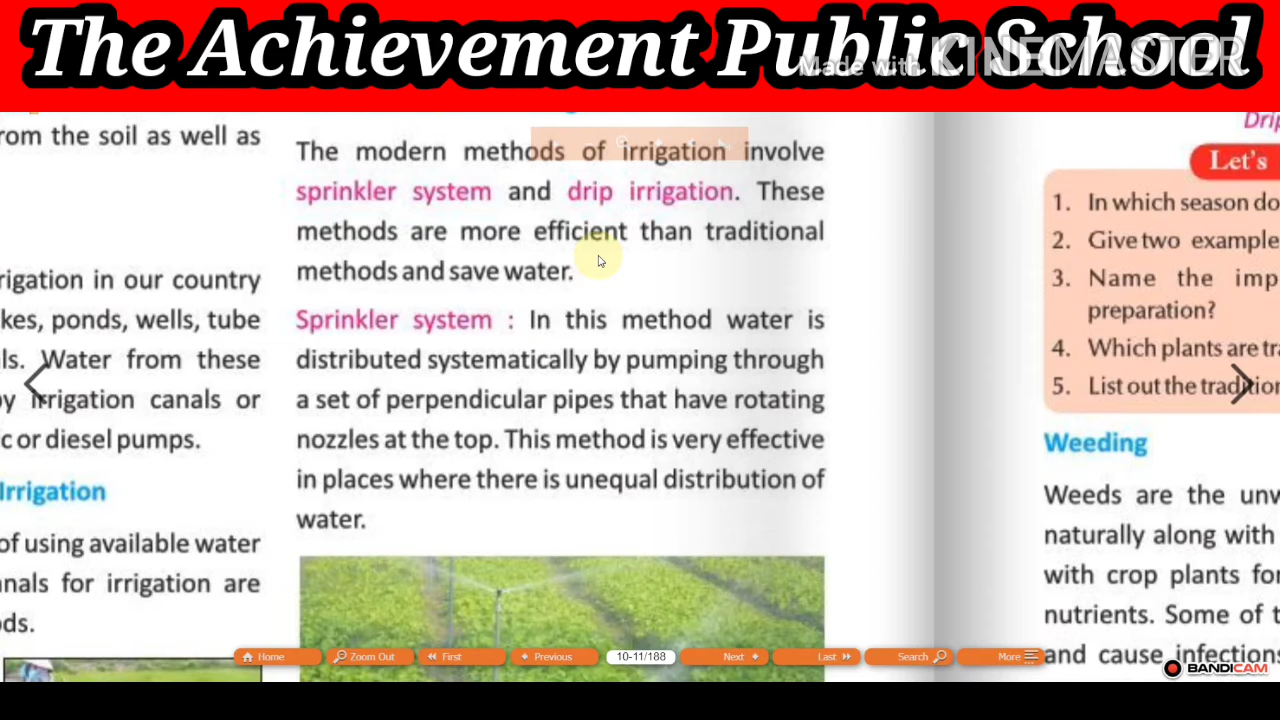 The Achievement Public School
Made with KINEMASTER
rom the soil as well as
rigation in our country
kes, ponds, wells, tube
ls. Water from these
by irrigation canals or
c or diesel pumps.
Irrigation
of using available water
anals for irrigation are
ods.
The modern methods of irrigation involve
sprinkler system and drip irrigation. These
methods are more efficient than traditional
methods and save water.
Sprinkler system : In this method water is
distributed systematically by pumping through
a set of perpendicular pipes that have rotating
nozzles at the top. This method is very effective
in places where there is unequal distribution of
water.
Drip
Let's
1. In which season do
2. Give two example
3. Name the imp
preparation?
4. Which plants are tra
5. List out the tradition
Weeding
Weeds are the unw
naturally along with
with crop plants for
nutrients. Some of t
and cause infections
Home
Zoom Out
First
Previous
10-11/188
Next
Last
Search
More
BANDICAM